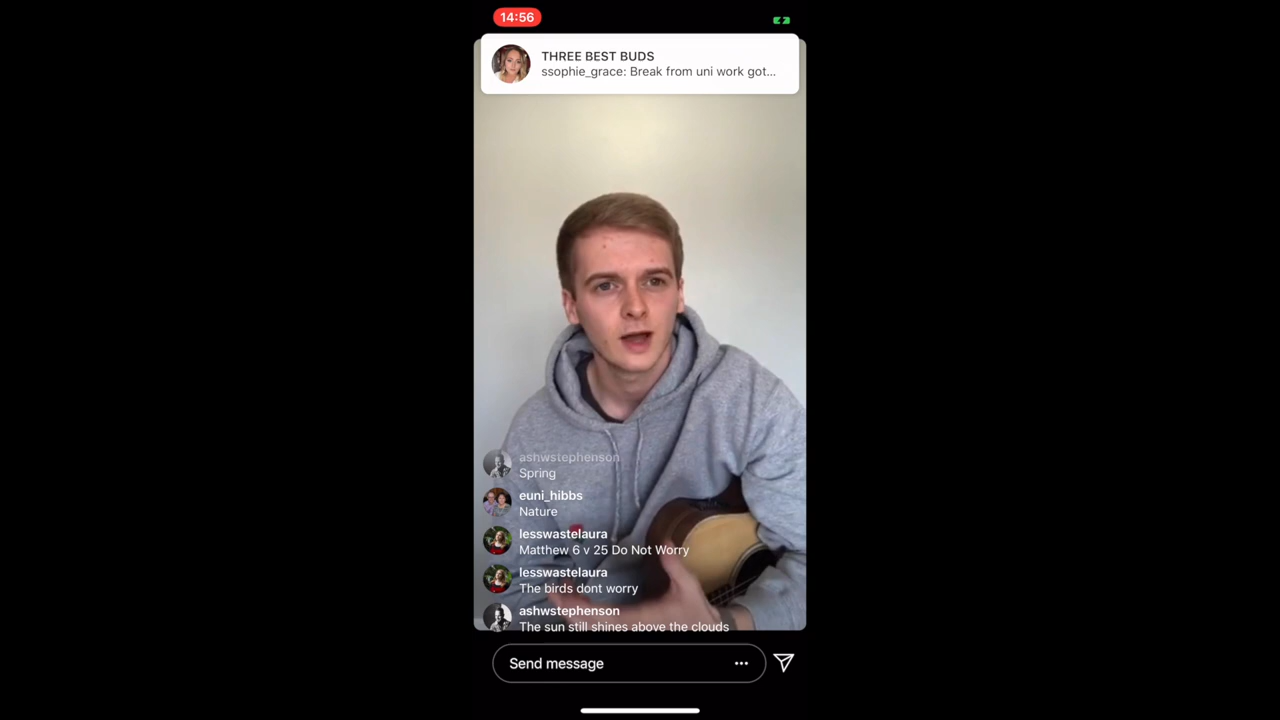 14:56
THREE BEST BUDS
ssophie_grace: Break from uni work got...
ashwstephenson
Spring
euni_hibbs
Nature
lesswastelaura
Matthew 6 v 25 Do Not Worry
lesswastelaura
The birds dont worry
ashwstephenson
The sun still shines above the clouds
Send message